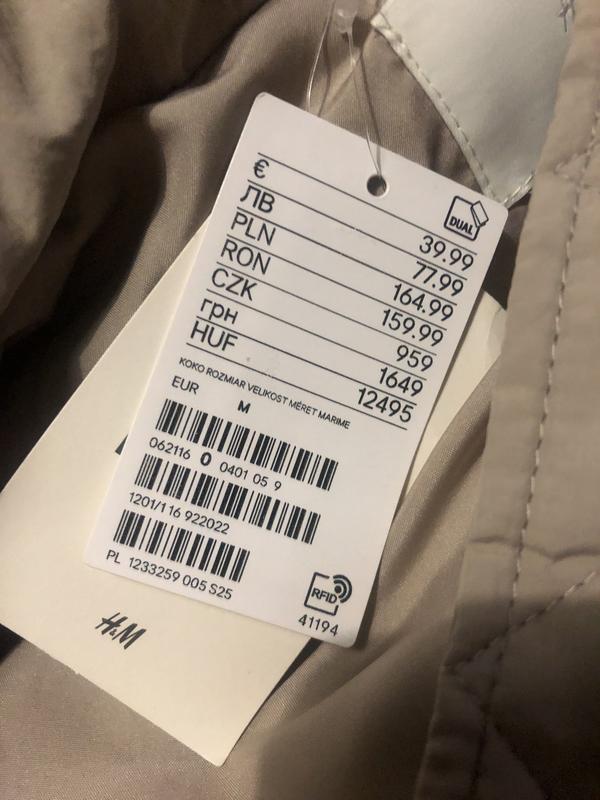 DUAL
€ 39.99
ЛВ 77.99
PLN 164.99
RON 159.99
CZK 959
грн 1649
HUF 12495
KOKO ROZMIAR VELIKOST MÉRET MARIME
EUR M
062116 0 0401 05 9
1201/116 922022
PL 1233259 005 S25
RFID
41194
H&M